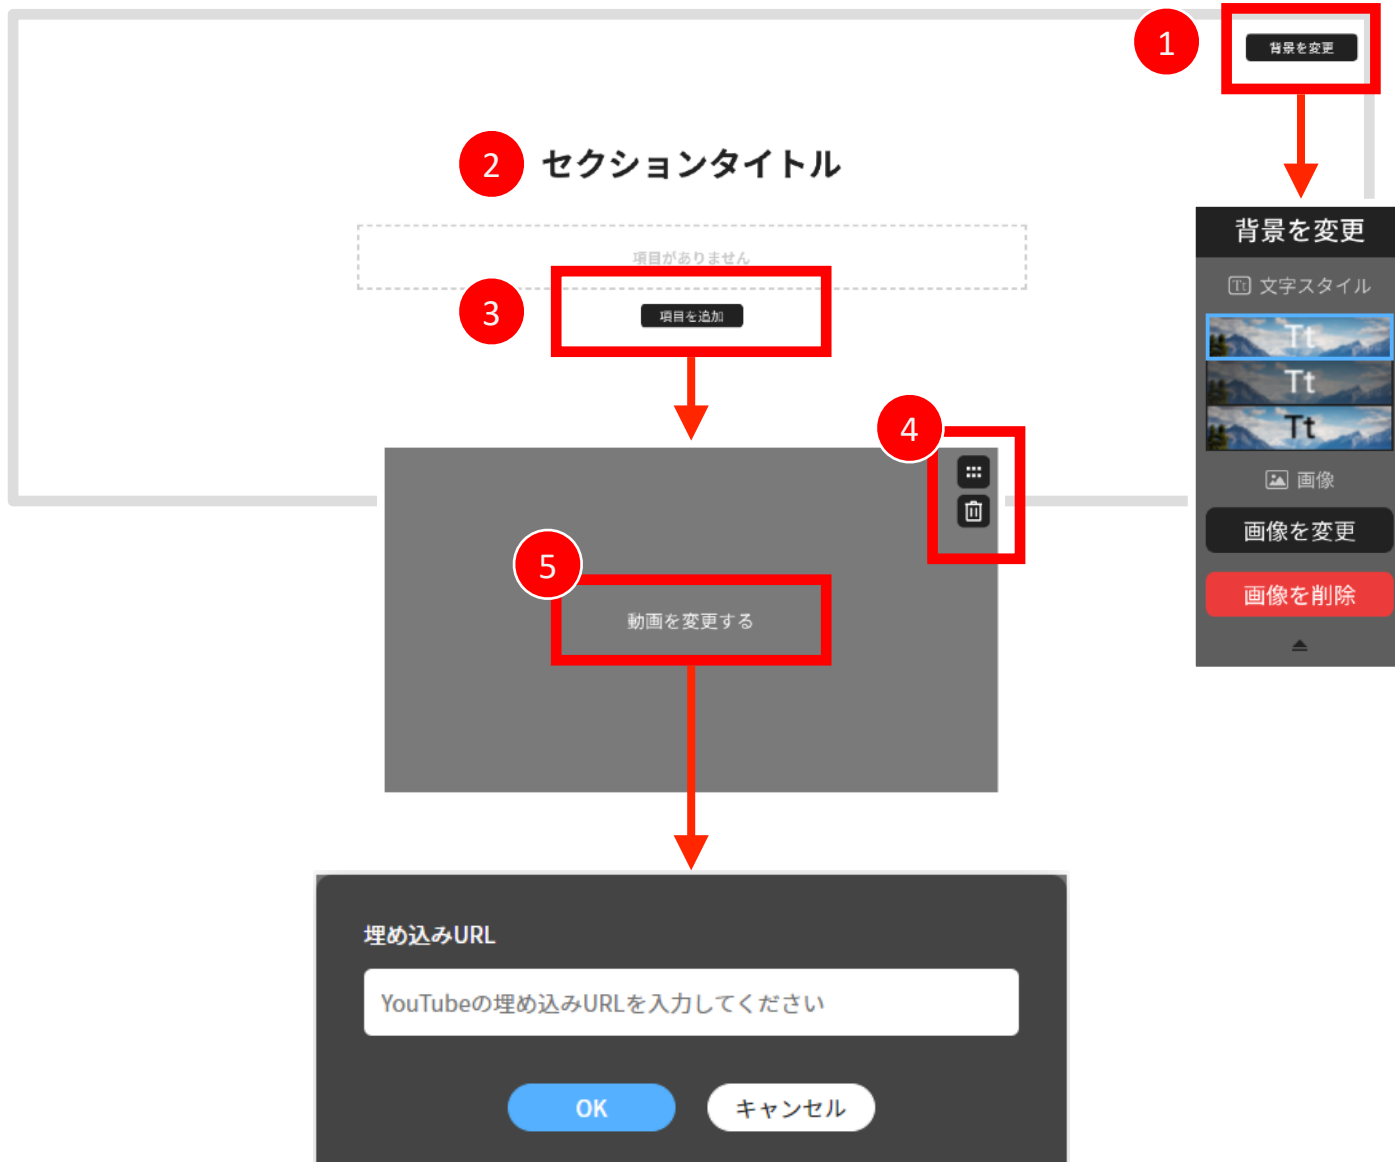 1
背景を変更
2
セクションタイトル
項目がありません
3
項目を追加
背景を変更
Tt 文字スタイル
Tt
Tt
Tt
画像
画像を変更
画像を削除
4
5
動画を変更する
埋め込みURL
YouTubeの埋め込みURLを入力してください
OK
キャンセル